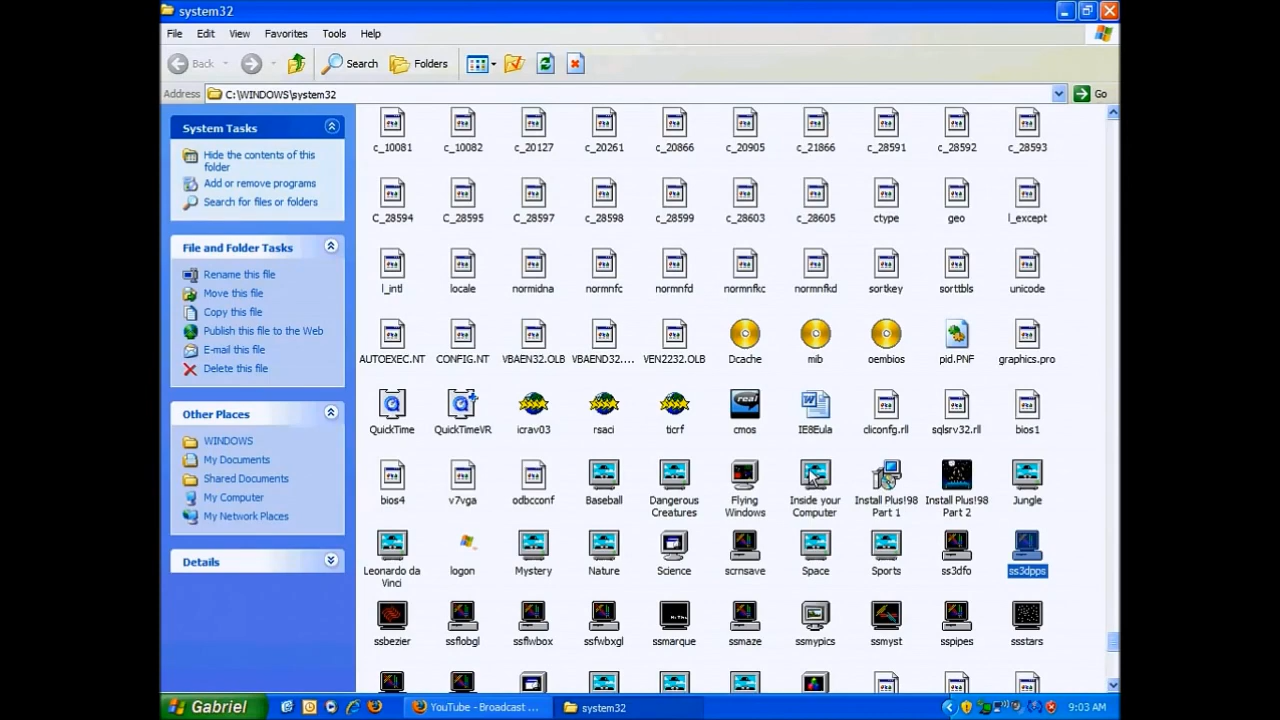 system32
File Edit View Favorites Tools Help
Back Search Folders
Address C:\WINDOWS\system32 Go
System Tasks
Hide the contents of this
folder
Add or remove programs
Search for files or folders
File and Folder Tasks
Rename this file
Move this file
Copy this file
Publish this file to the Web
E-mail this file
Delete this file
Other Places
WINDOWS
My Documents
Shared Documents
My Computer
My Network Places
Details
c_10081 c_10082 c_20127 c_20261 c_20866 c_20905 c_21866 c_28591 c_28592 c_28593
C_28594 C_28595 C_28597 c_28598 c_28599 c_28603 c_28605 ctype geo l_except
l_intl locale normidna normnfc normnfd normnfkc normnfkd sortkey sorttbls unicode
AUTOEXEC.NT CONFIG.NT VBAEN32.OLB VBAEND32.... VEN2232.OLB Dcache mib oembios pid.PNF graphics.pro
QuickTime QuickTimeVR icrav03 rsaci ticrf cmos IE8Eula cliconfg.rll sqlsrv32.rll bios1
bios4 v7vga odbcconf Baseball Dangerous Flying Inside your Install Plus!98 Install Plus!98 Jungle
Creatures Windows Computer Part 1 Part 2
Leonardo da logon Mystery Nature Science scrnsave Space Sports ss3dfo ss3dpps
Vinci
ssbezier ssflobgl ssflwbox ssfwbxgl ssmarque ssmaze ssmypics ssmyst sspipes ssstars
Gabriel YouTube - Broadcast ... system32 9:03 AM